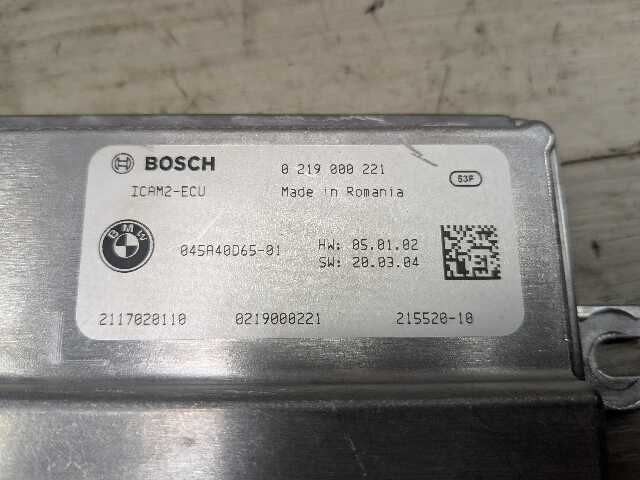 BOSCH 0 219 000 221
ICAM2-ECU Made in Romania 53F
BMW
045A40D65-01 HW: 05.01.02
SW: 20.03.04
2117020110 0219000221 215520-10